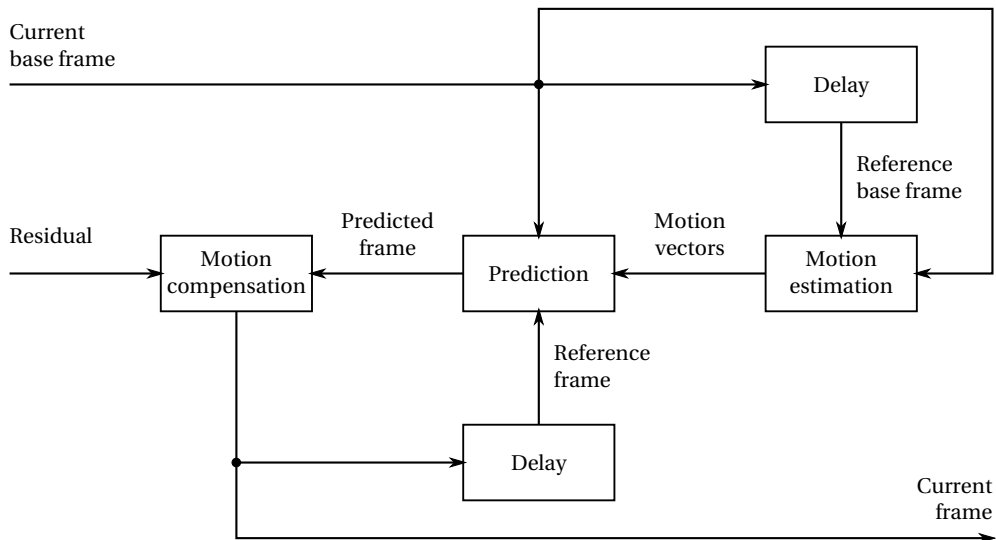 Current
base frame
Delay
Reference
base frame
Residual
Predicted
frame
Motion
vectors
Motion
compensation
Prediction
Motion
estimation
Reference
frame
Delay
Current
frame